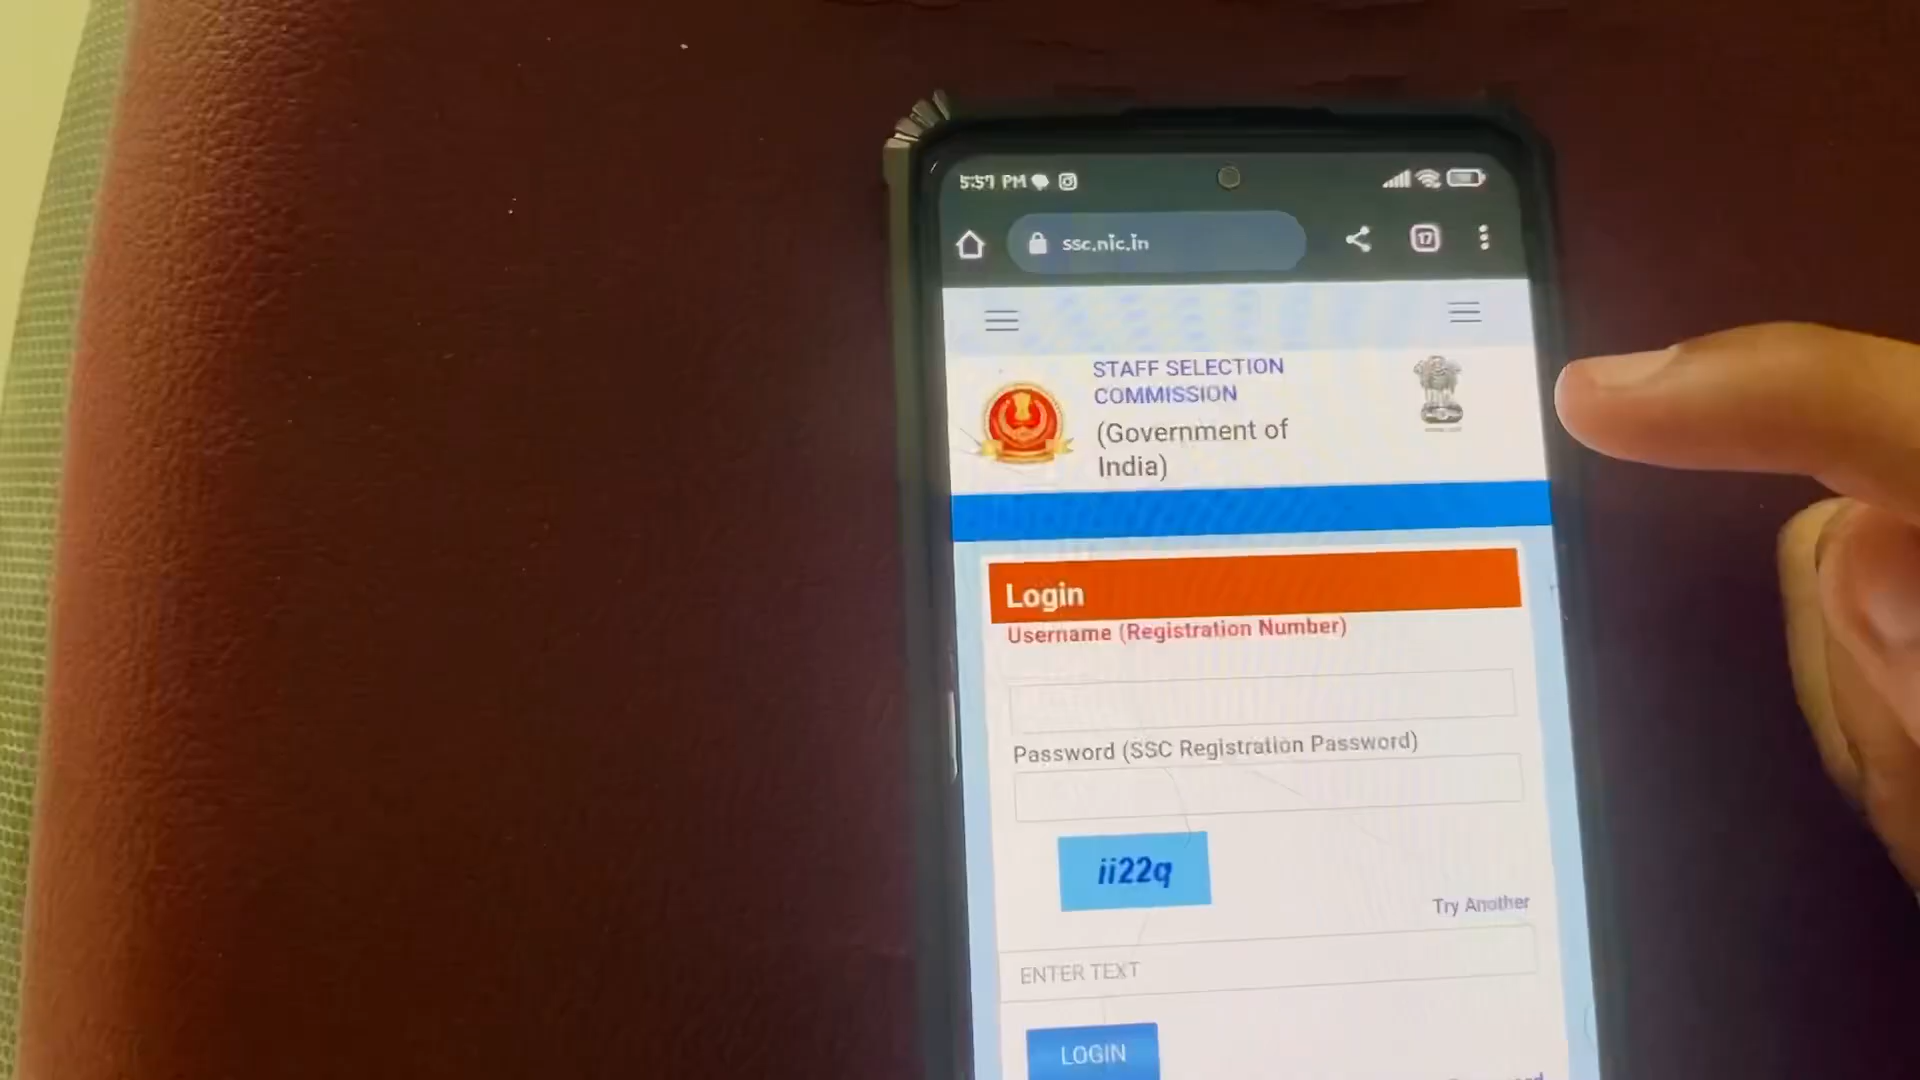 5:57 PM
ssc.nic.in
17
STAFF SELECTION
COMMISSION
(Government of
India)
Login
Username (Registration Number)
Password (SSC Registration Password)
ii22q
Try Another
ENTER TEXT
LOGIN